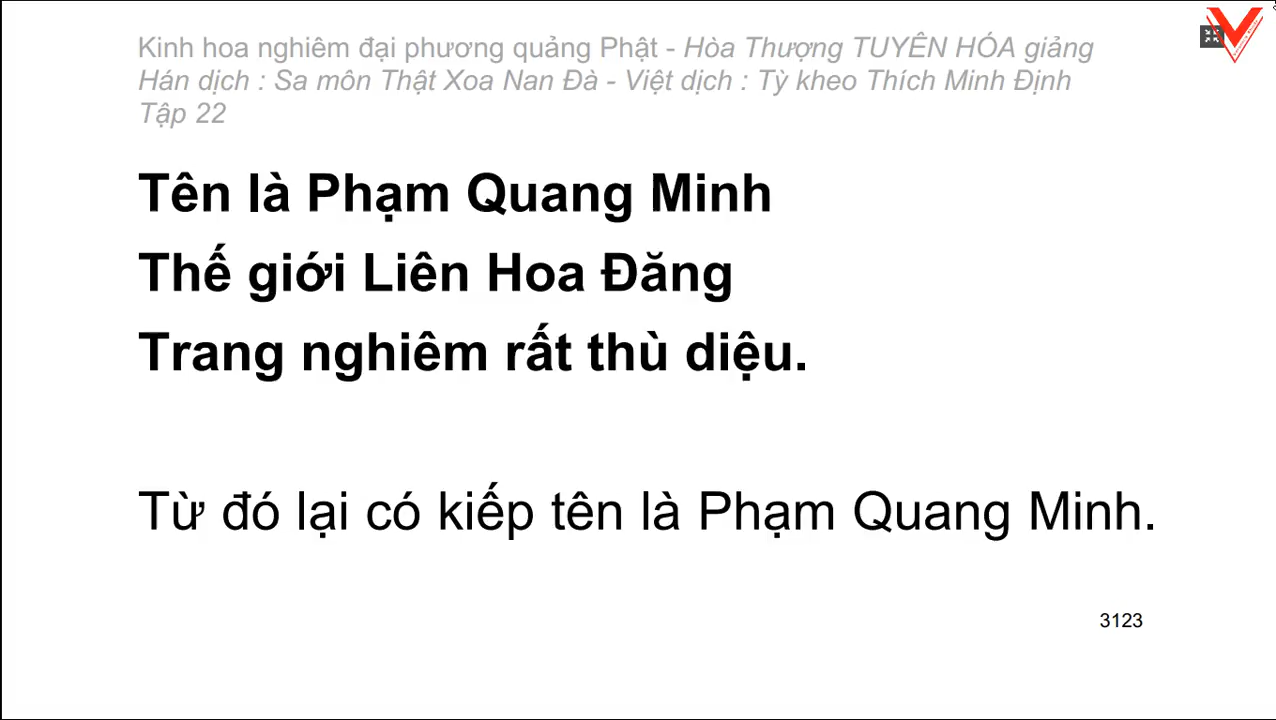 Kinh hoa nghiêm đại phương quảng Phật - Hòa Thượng TUYÊN HÓA giảng
Hán dịch : Sa môn Thật Xoa Nan Đà - Việt dịch : Tỳ kheo Thích Minh Định
Tập 22
Tên là Phạm Quang Minh
Thế giới Liên Hoa Đăng
Trang nghiêm rất thù diệu.
Từ đó lại có kiếp tên là Phạm Quang Minh.
3123